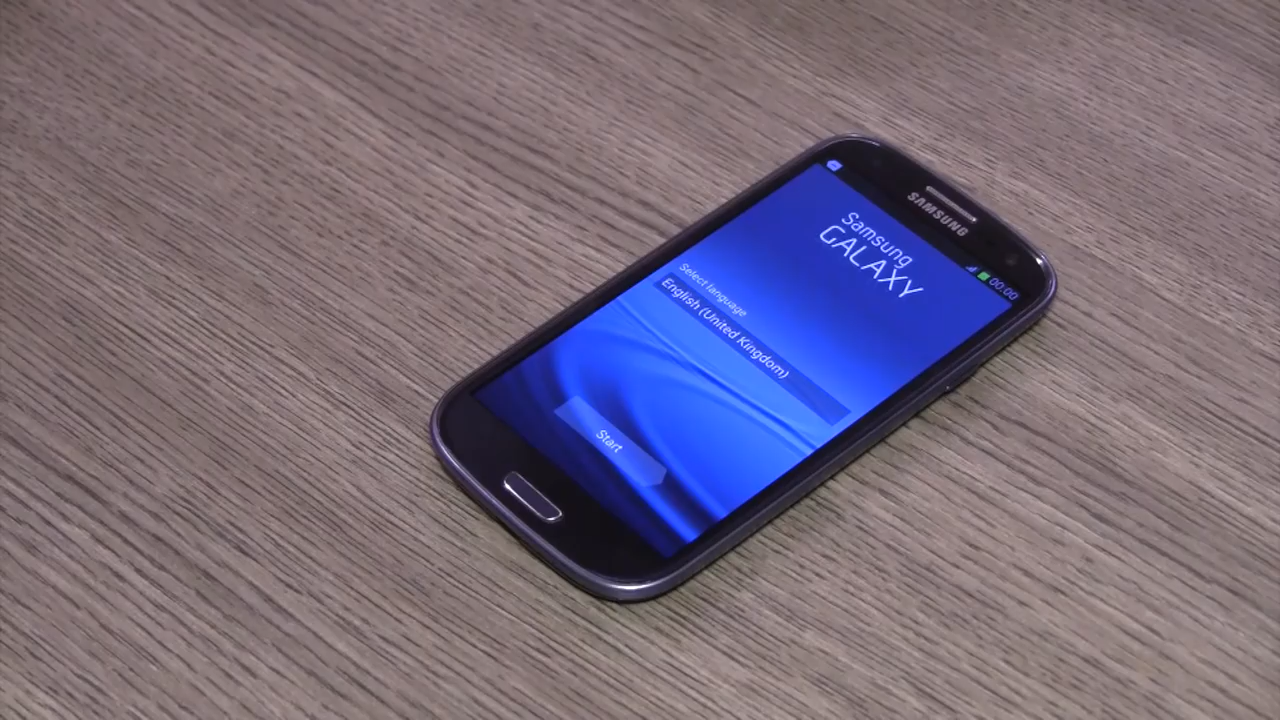 SAMSUNG
00:00
Samsung
GALAXY
Select language
English (United Kingdom)
Start